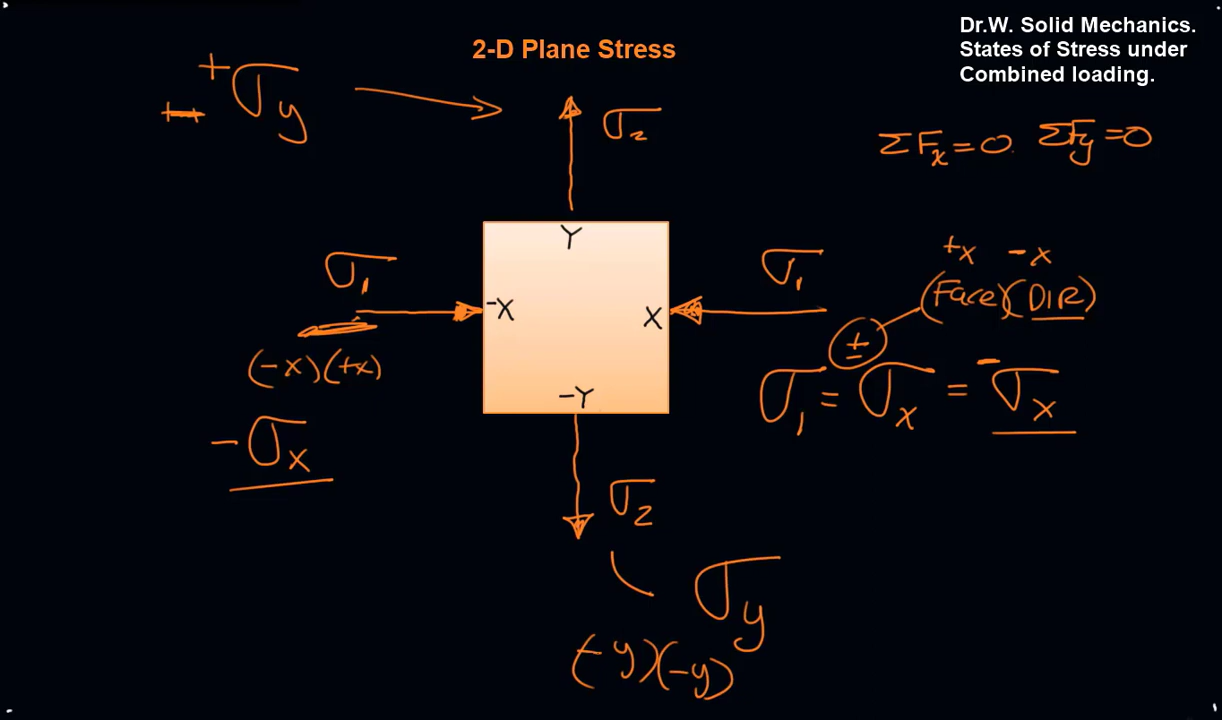 Dr.W. Solid Mechanics.
States of Stress under
Combined loading.
2-D Plane Stress
+σy
σ2
ΣFx=0. ΣFy=0
Y
σ1
σ1
+x -x
(Face)(DIR)
-X
X
±
(-x)(+x)
-Y
σ1 = σx = -σx
-σx
σ2
σy
(-y)(-y)